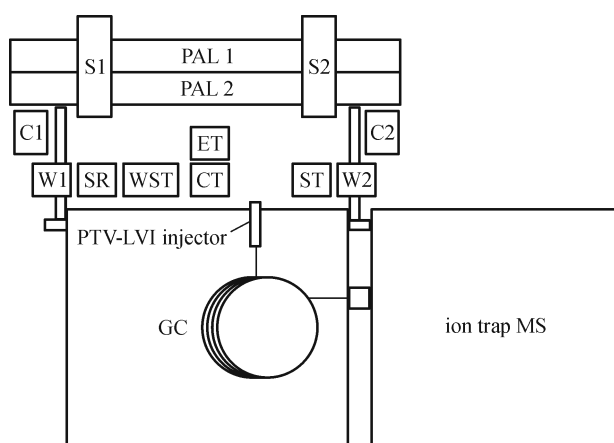 S1
PAL 1
S2
PAL 2
C1
ET
C2
W1
SR
WST
CT
ST
W2
PTV-LVI injector
GC
ion trap MS